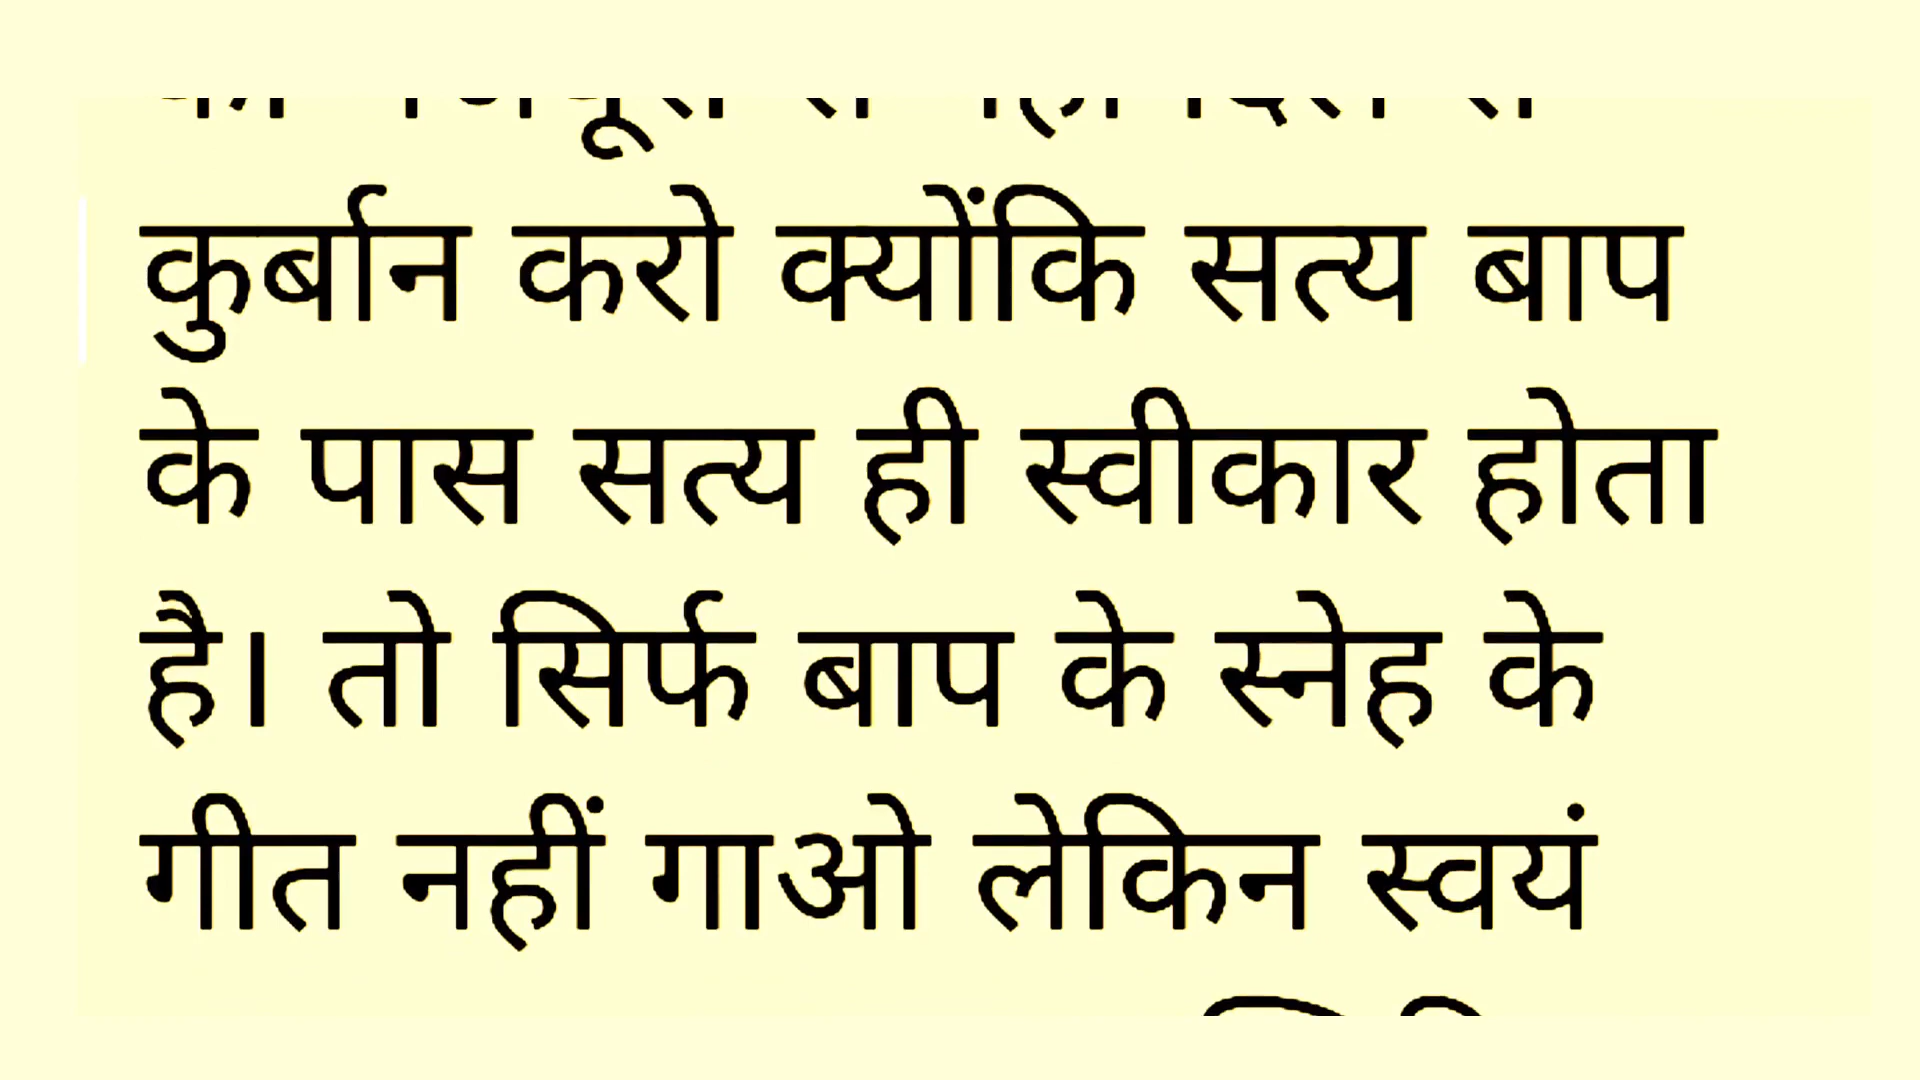 कुर्बान करो क्योंकि सत्य बाप
के पास सत्य ही स्वीकार होता
है। तो सिर्फ बाप के स्नेह के
गीत नहीं गाओ लेकिन स्वयं